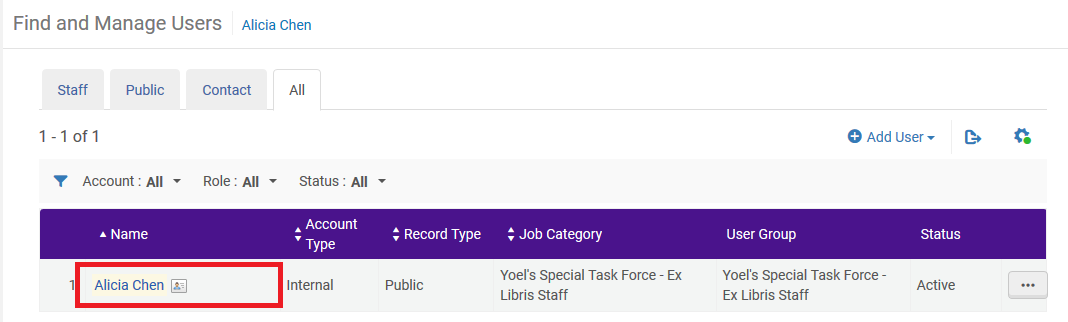 Find and Manage Users Alicia Chen
Staff Public Contact All
1 - 1 of 1 Add User
Account : All Role : All Status : All
Name Account Type Record Type Job Category User Group Status
1 Alicia Chen Internal Public Yoel's Special Task Force - Ex Libris Staff Yoel's Special Task Force - Ex Libris Staff Active